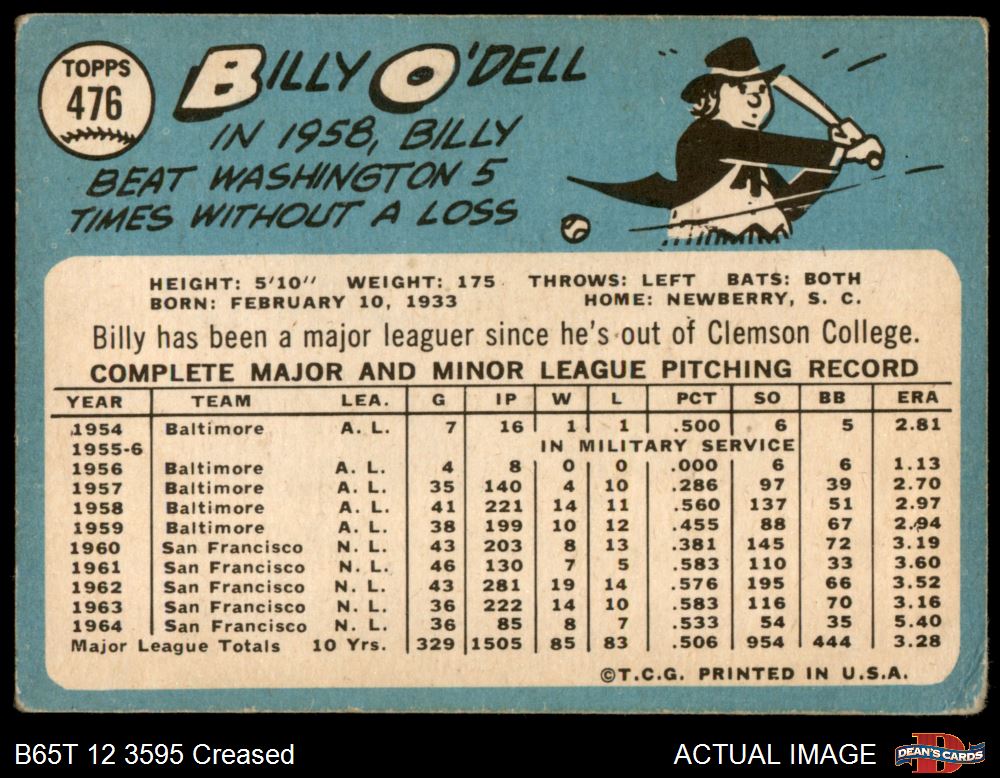 TOPPS
476
BILLY O'DELL
IN 1958, BILLY
BEAT WASHINGTON 5
TIMES WITHOUT A LOSS
HEIGHT: 5'10" WEIGHT: 175 THROWS: LEFT BATS: BOTH
BORN: FEBRUARY 10, 1933 HOME: NEWBERRY, S. C.
Billy has been a major leaguer since he's out of Clemson College.
COMPLETE MAJOR AND MINOR LEAGUE PITCHING RECORD
YEAR TEAM LEA. G IP W L PCT SO BB ERA
1954 Baltimore A. L. 7 16 1 1 .500 6 5 2.81
1955-6 IN MILITARY SERVICE
1956 Baltimore A. L. 4 8 0 0 .000 6 6 1.13
1957 Baltimore A. L. 35 140 4 10 .286 97 39 2.70
1958 Baltimore A. L. 41 221 14 11 .560 137 51 2.97
1959 Baltimore A. L. 38 199 10 12 .455 88 67 2.94
1960 San Francisco N. L. 43 203 8 13 .381 145 72 3.19
1961 San Francisco N. L. 46 130 7 5 .583 110 33 3.60
1962 San Francisco N. L. 43 281 19 14 .576 195 66 3.52
1963 San Francisco N. L. 36 222 14 10 .583 116 70 3.16
1964 San Francisco N. L. 36 85 8 7 .533 54 35 5.40
Major League Totals 10 Yrs. 329 1505 85 83 .506 954 444 3.28
©T.C.G. PRINTED IN U.S.A.
B65T 12 3595 Creased ACTUAL IMAGE
DEAN'S CARDS